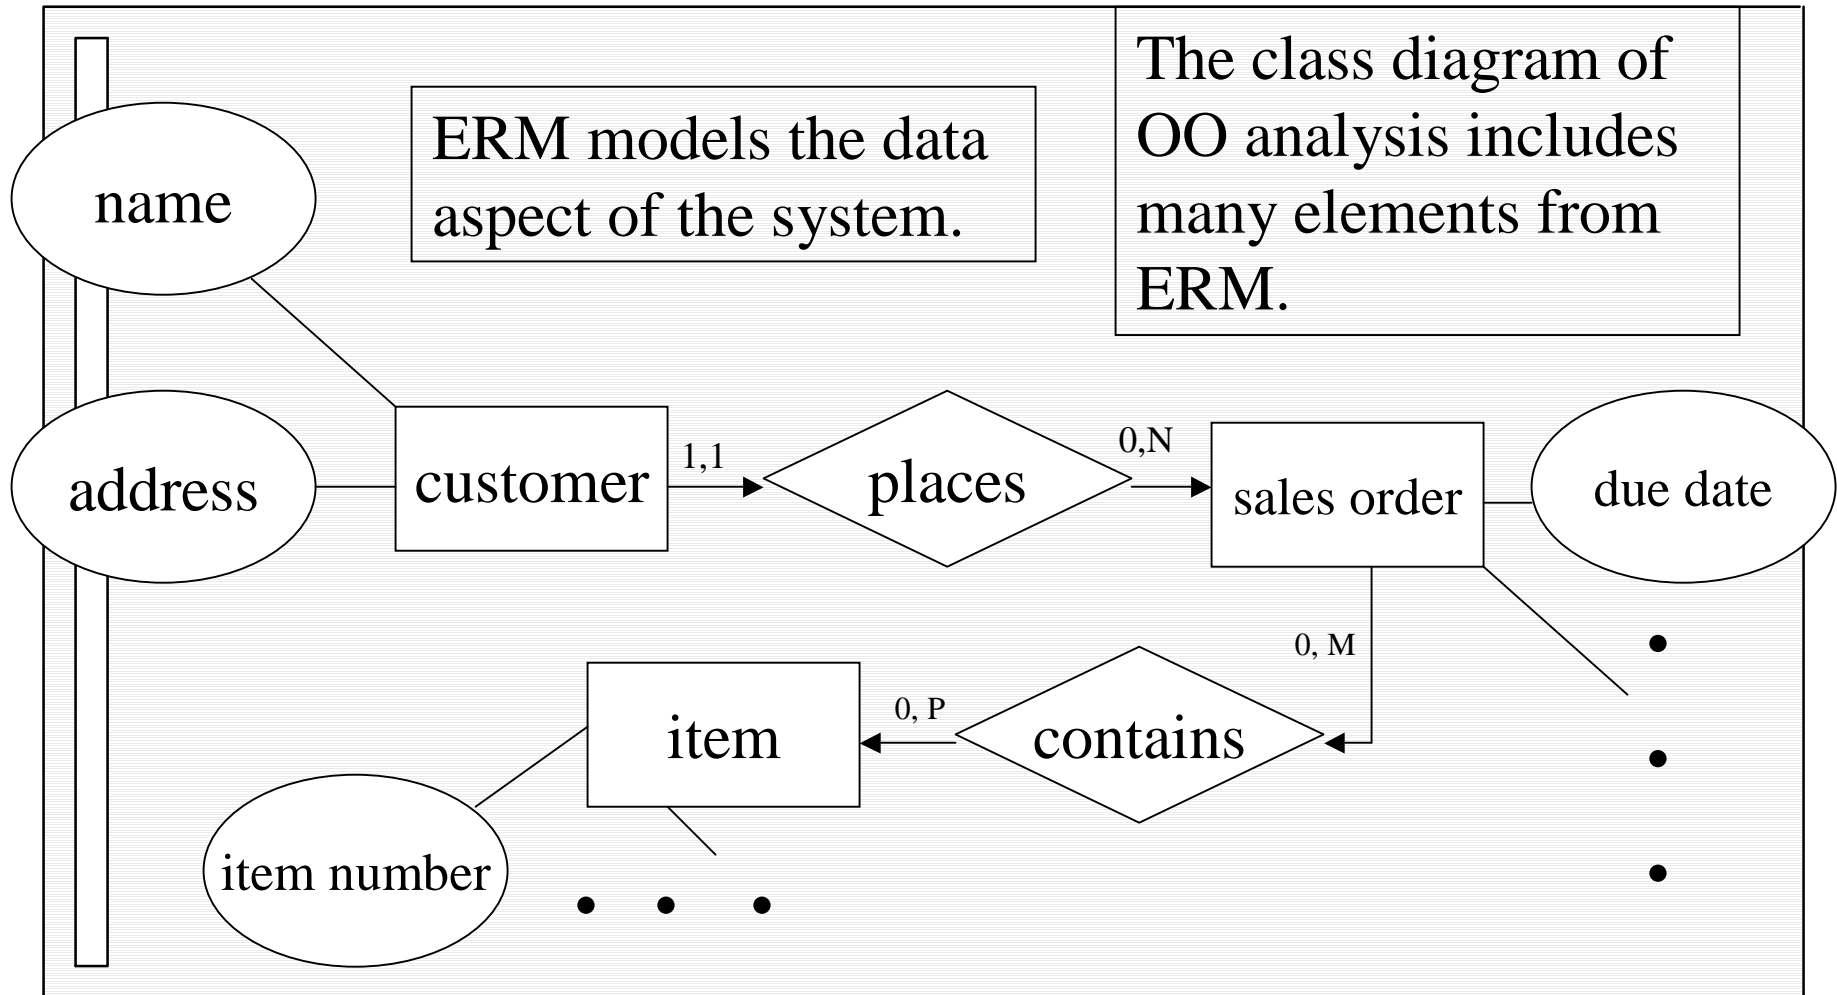 The class diagram of
OO analysis includes
many elements from
ERM.
ERM models the data
aspect of the system.
name
address
customer
1,1
places
0,N
sales order
due date
0, M
item
0, P
contains
item number